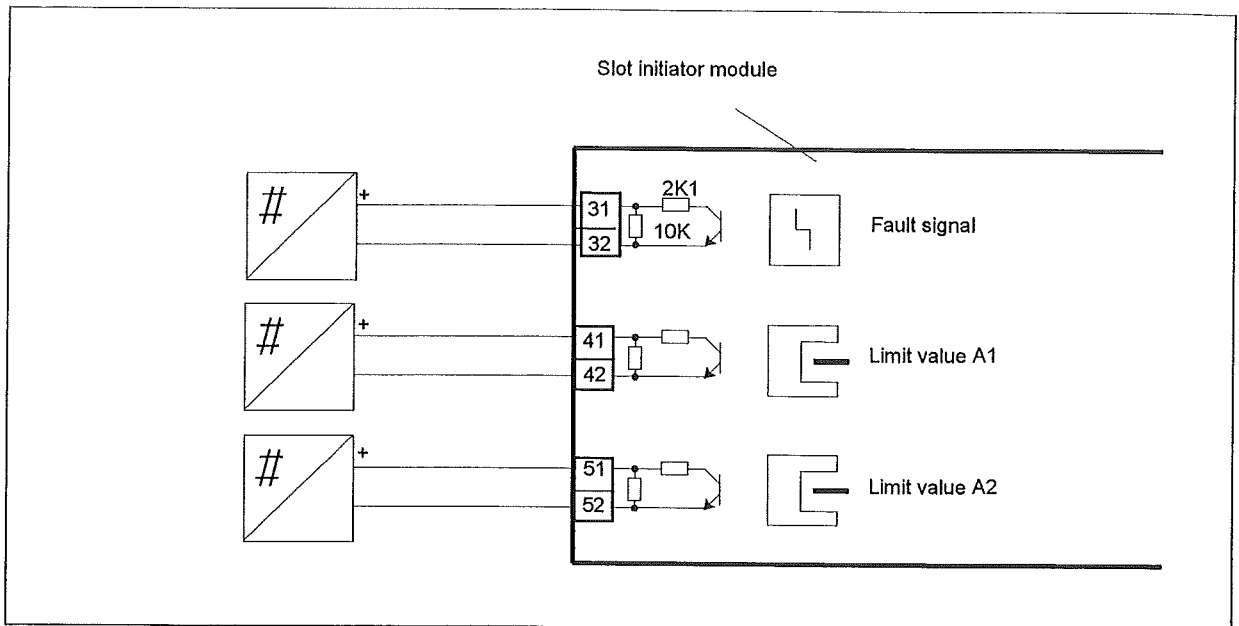 Slot initiator module
#
+
31
32
2K1
10K
Fault signal
#
+
41
42
Limit value A1
#
+
51
52
Limit value A2